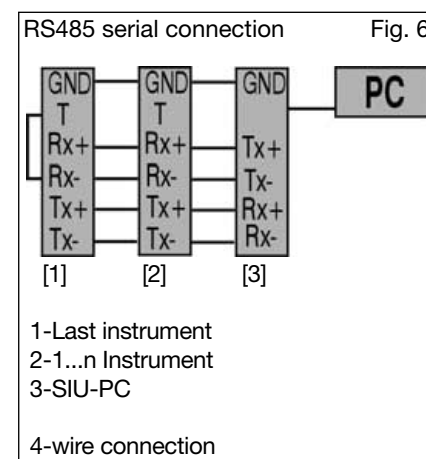 RS485 serial connection Fig. 6
GND GND GND PC
T T
Rx+ Rx+ Tx+
Rx- Rx- Tx-
Tx+ Tx+ Rx+
Tx- Tx- Rx-
[1] [2] [3]
1-Last instrument
2-1...n Instrument
3-SIU-PC
4-wire connection